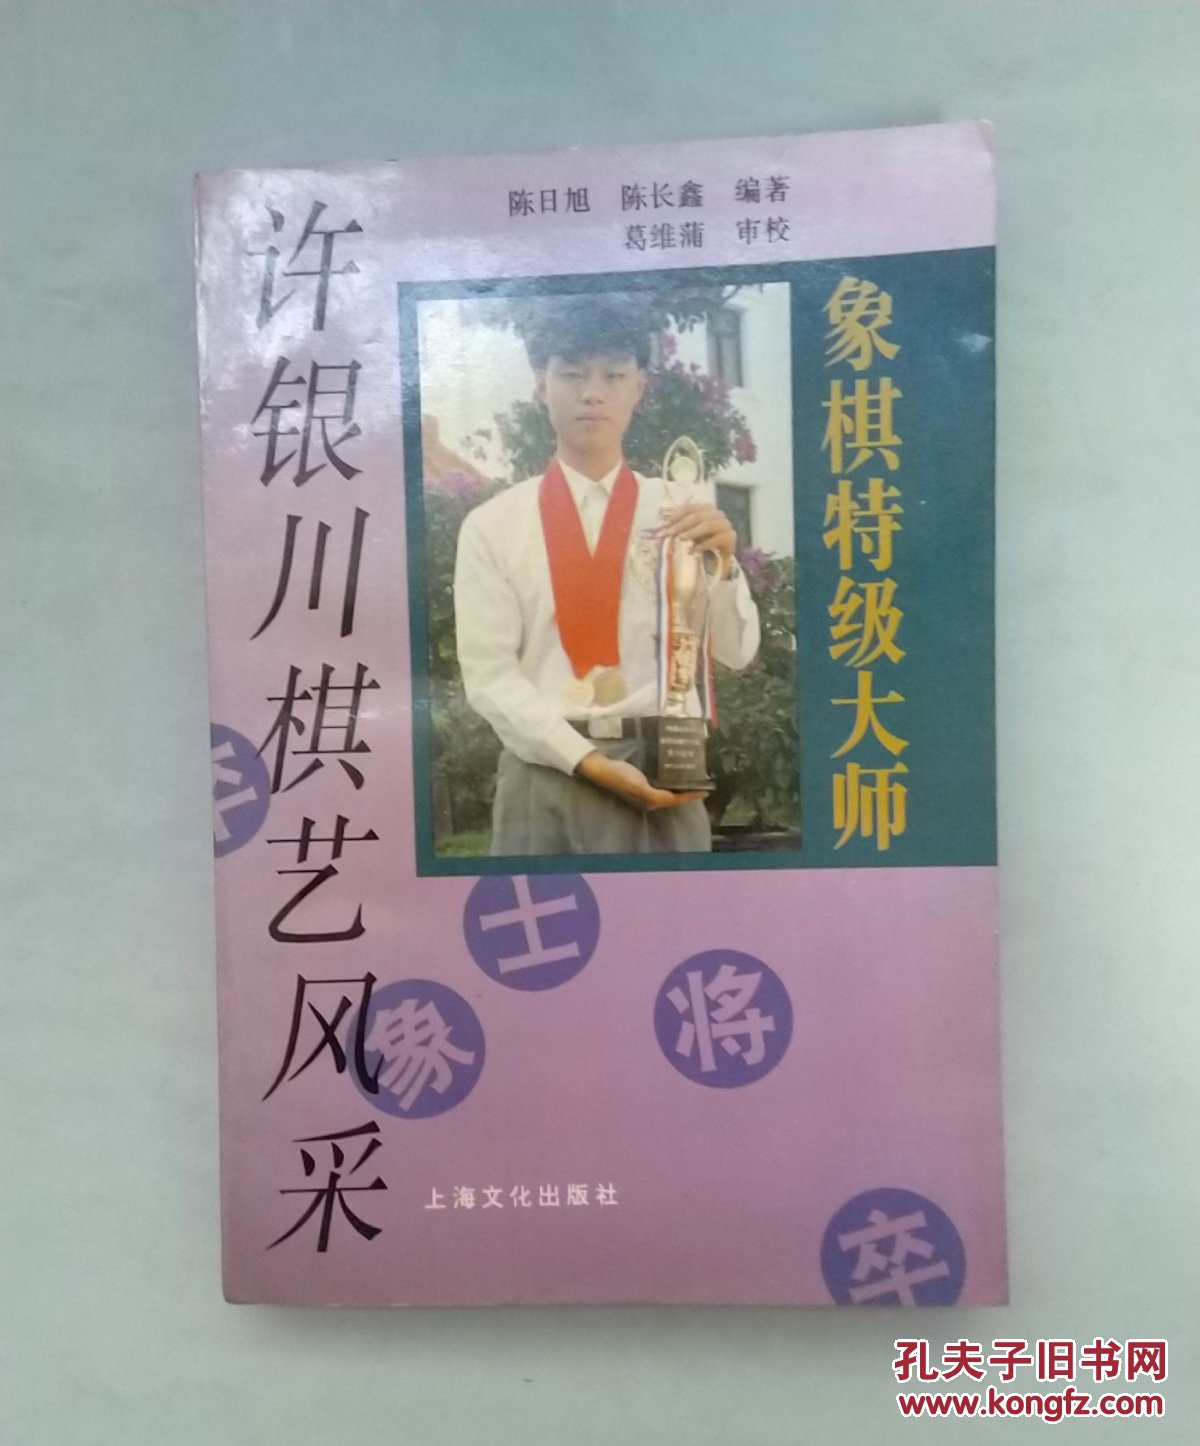 陈日旭 陈长鑫 编著
葛维蒲 审校
许银川棋艺风采
象棋特级大师
车
士
象
将
卒
上海文化出版社
孔夫子旧书网
www.kongfz.com